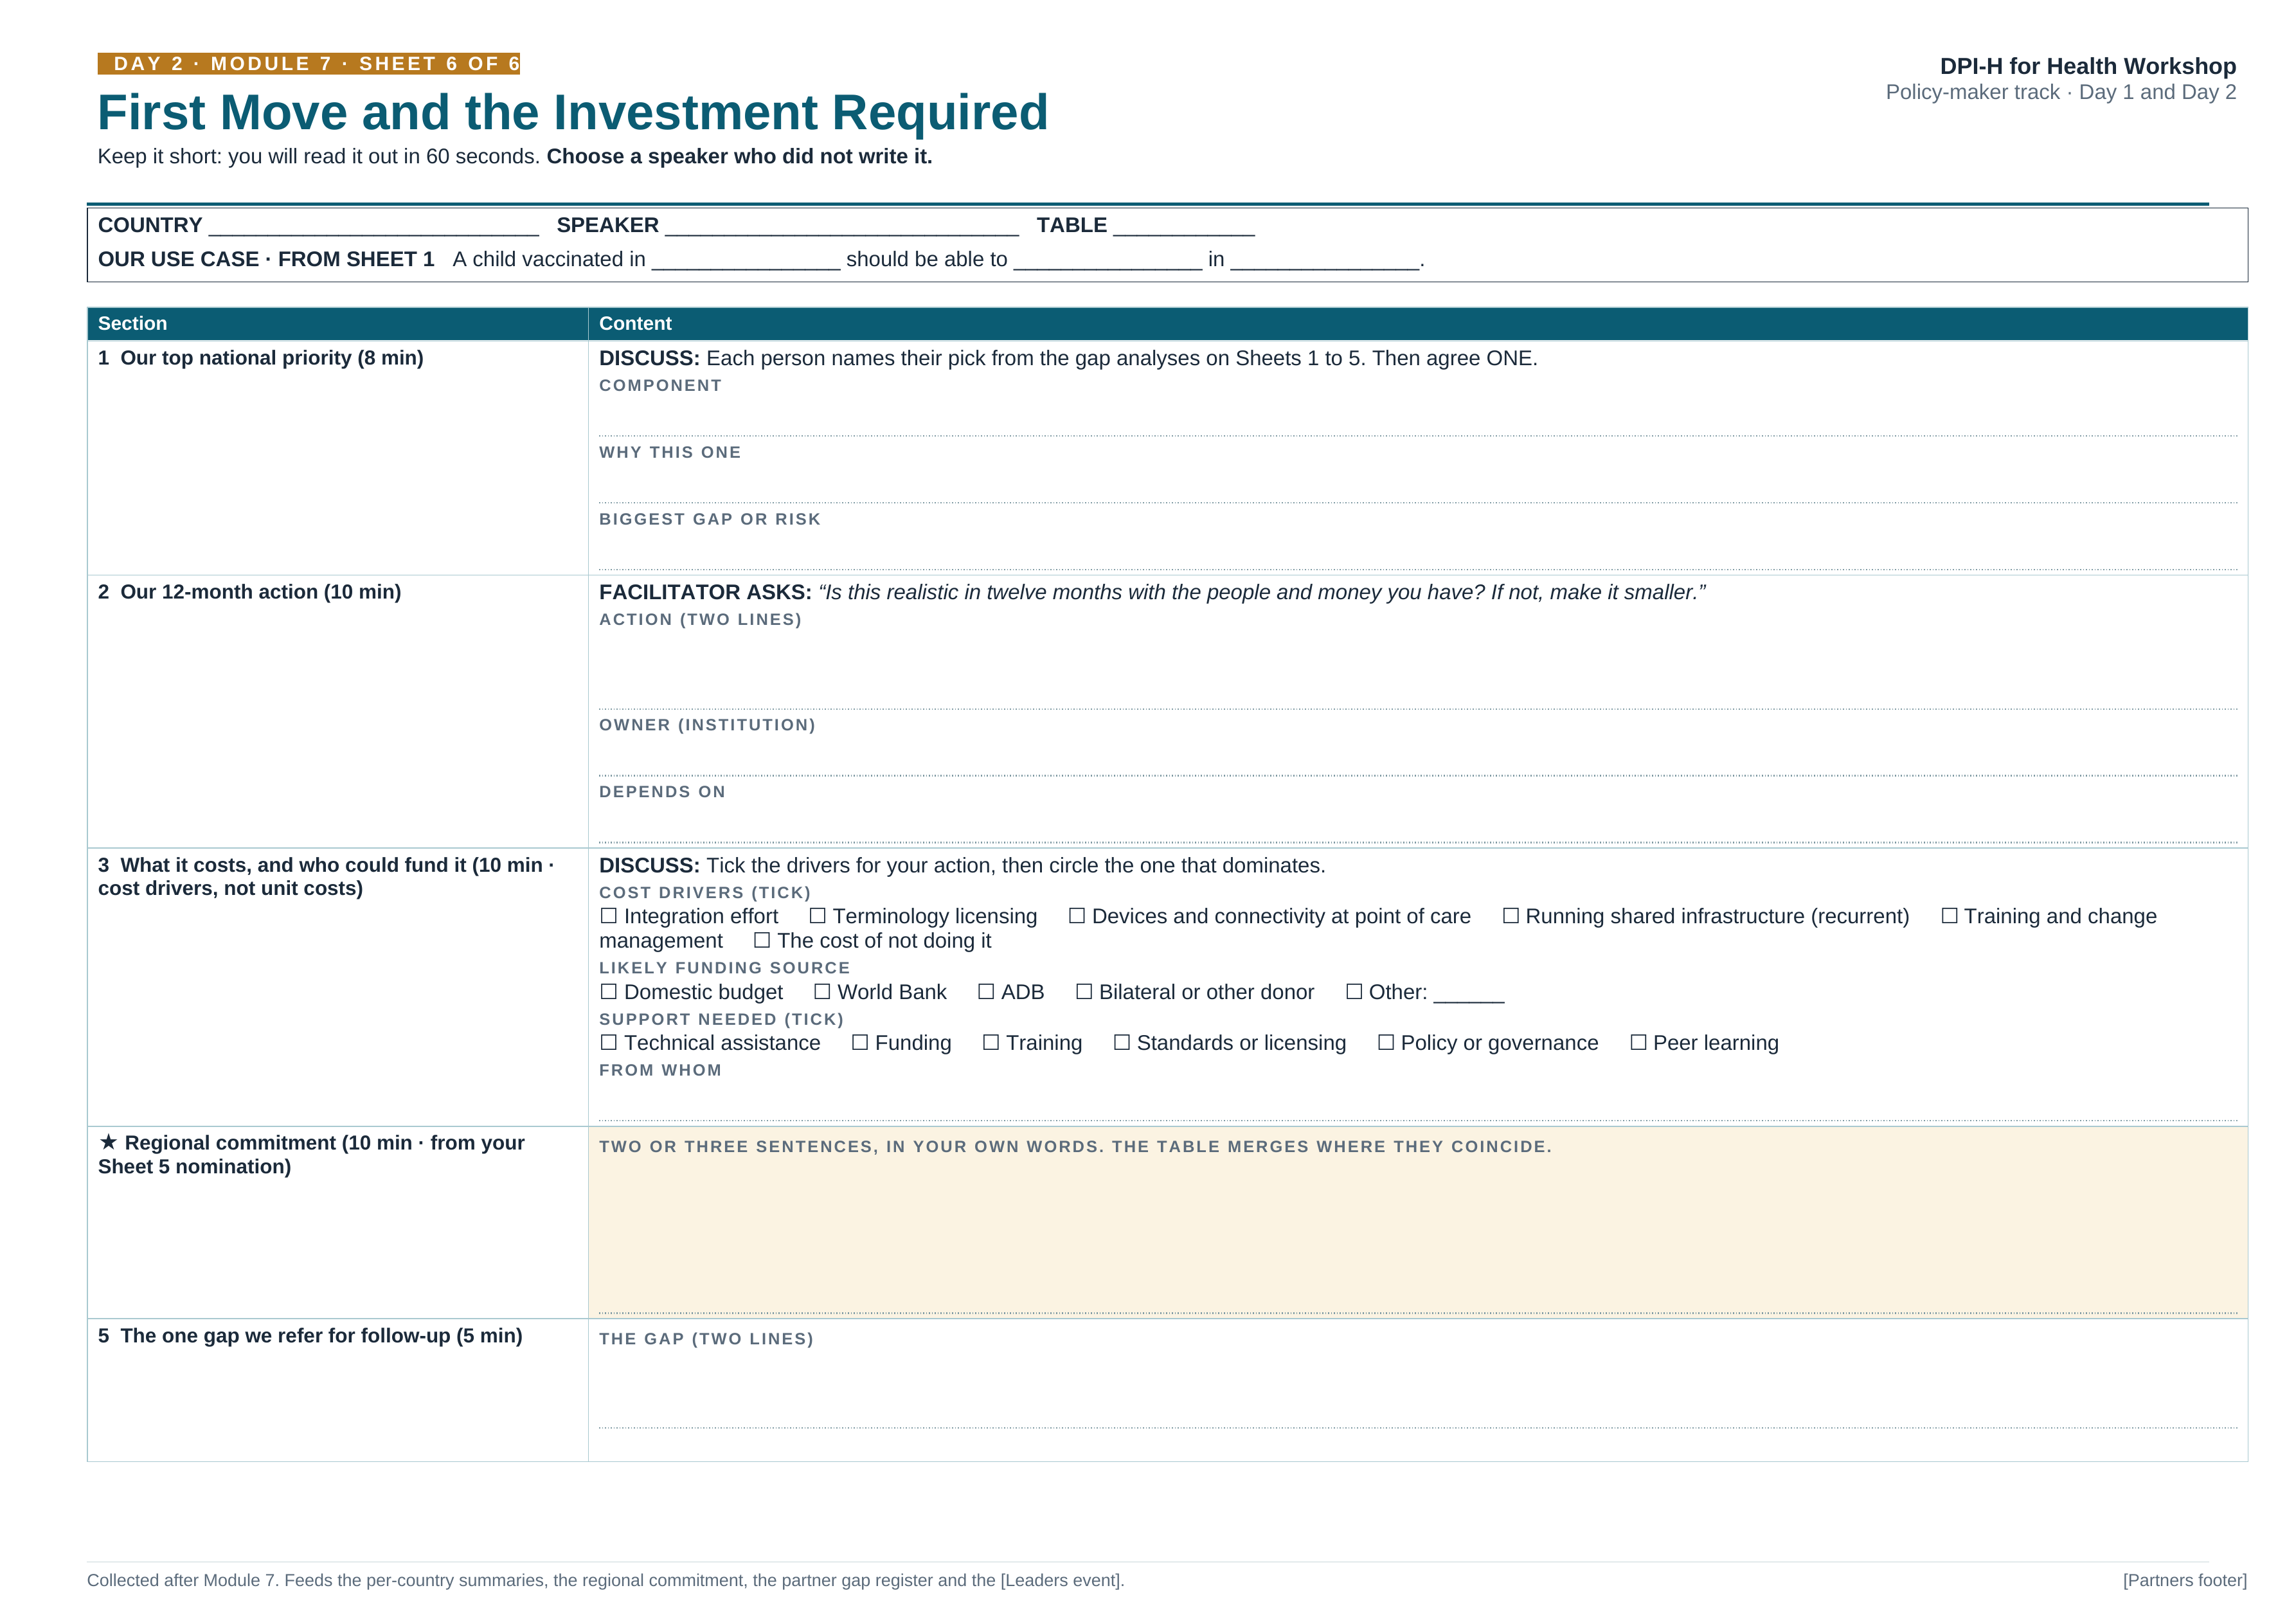 DAY 2 · MODULE 7 · SHEET 6 OF 6
DPI-H for Health Workshop
Policy-maker track · Day 1 and Day 2
First Move and the Investment Required
Keep it short: you will read it out in 60 seconds. Choose a speaker who did not write it.
COUNTRY ____________________________ SPEAKER ______________________________ TABLE ____________
OUR USE CASE · FROM SHEET 1 A child vaccinated in ________________ should be able to ________________ in ________________.
Section Content
1 Our top national priority (8 min)
DISCUSS: Each person names their pick from the gap analyses on Sheets 1 to 5. Then agree ONE.
COMPONENT
WHY THIS ONE
BIGGEST GAP OR RISK
2 Our 12-month action (10 min)
FACILITATOR ASKS: “Is this realistic in twelve months with the people and money you have? If not, make it smaller.”
ACTION (TWO LINES)
OWNER (INSTITUTION)
DEPENDS ON
3 What it costs, and who could fund it (10 min ·
cost drivers, not unit costs)
DISCUSS: Tick the drivers for your action, then circle the one that dominates.
COST DRIVERS (TICK)
☐ Integration effort ☐ Terminology licensing ☐ Devices and connectivity at point of care ☐ Running shared infrastructure (recurrent) ☐ Training and change
management ☐ The cost of not doing it
LIKELY FUNDING SOURCE
☐ Domestic budget ☐ World Bank ☐ ADB ☐ Bilateral or other donor ☐ Other: ______
SUPPORT NEEDED (TICK)
☐ Technical assistance ☐ Funding ☐ Training ☐ Standards or licensing ☐ Policy or governance ☐ Peer learning
FROM WHOM
★ Regional commitment (10 min · from your
Sheet 5 nomination)
TWO OR THREE SENTENCES, IN YOUR OWN WORDS. THE TABLE MERGES WHERE THEY COINCIDE.
5 The one gap we refer for follow-up (5 min)
THE GAP (TWO LINES)
Collected after Module 7. Feeds the per-country summaries, the regional commitment, the partner gap register and the [Leaders event].
[Partners footer]